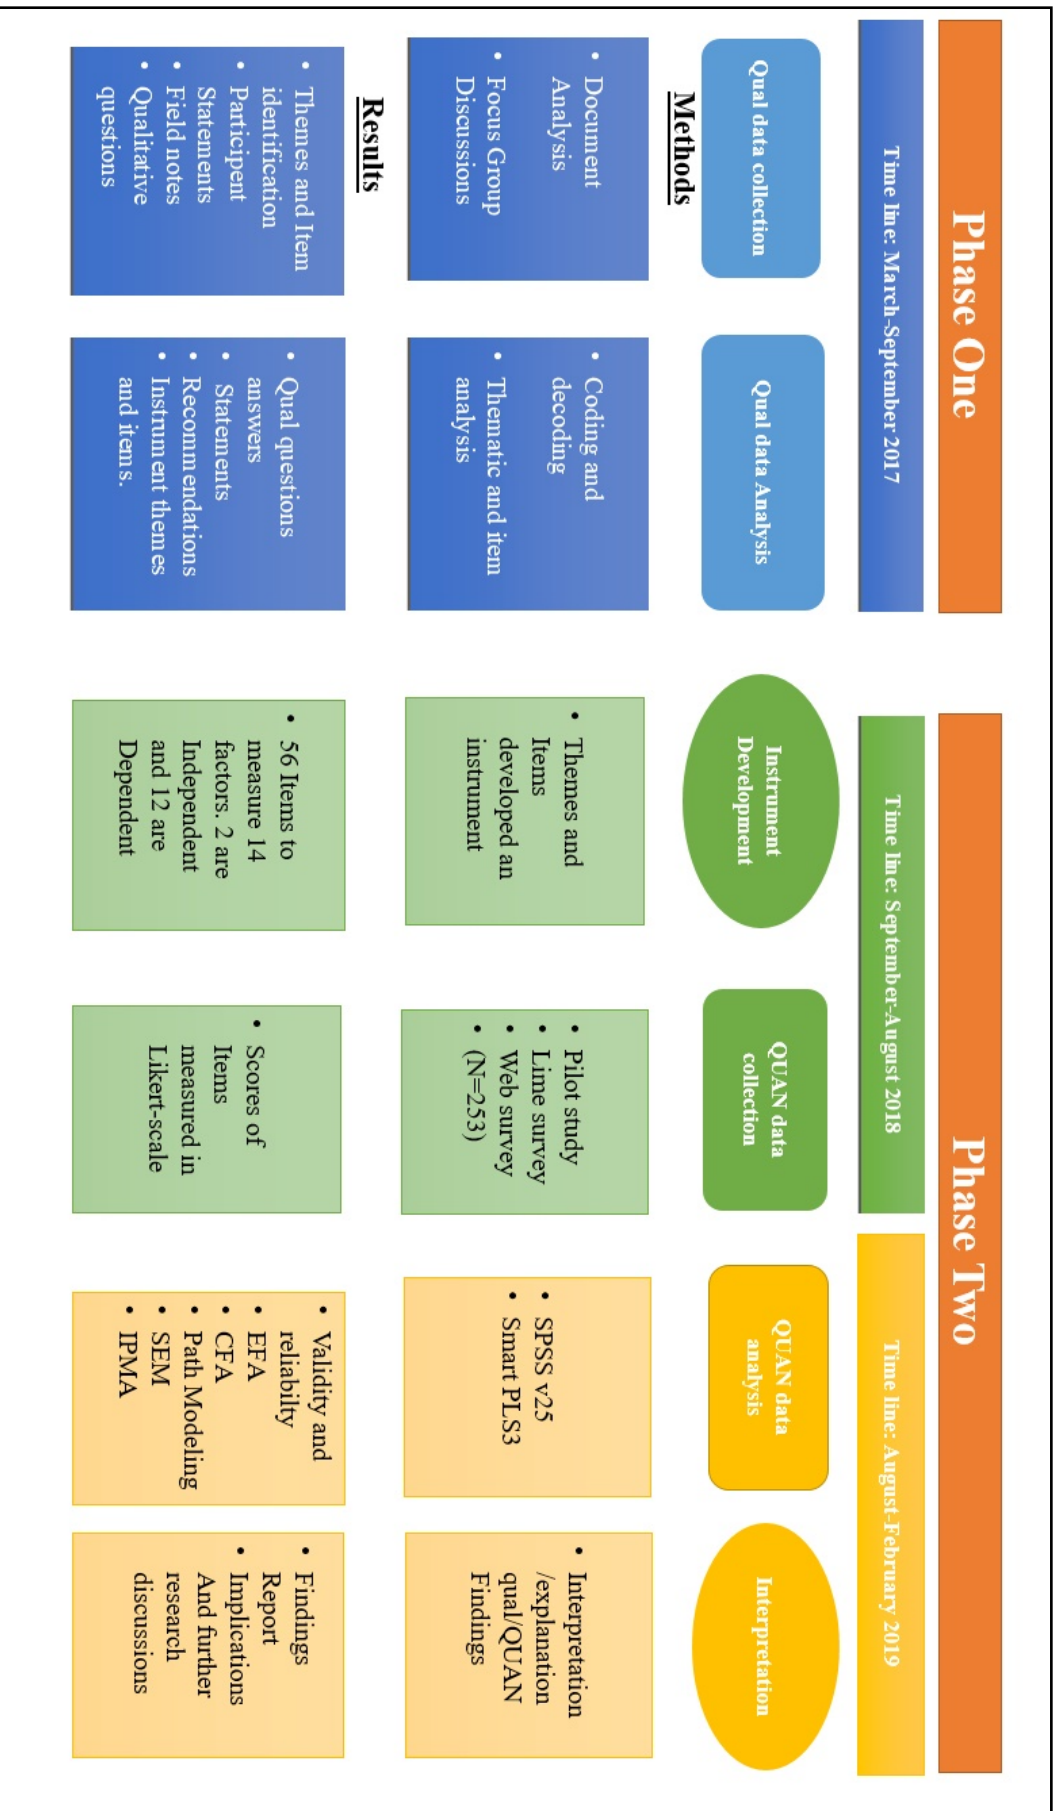 Phase One
Time line: March-September 2017
Qual data collection
Qual data Analysis
Methods
• Document
Analysis
• Focus Group
Discussions
• Coding and
decoding
• Thematic and item
analysis
Results
• Themes and Item
identification
• Participent
Statements
• Field notes
• Qualitative
questions
• Qual questions
answers
• Statements
• Recommendations
• Instrument themes
and items.
Phase Two
Time line: September-August 2018
Time line: August-February 2019
Instrument
Development
QUAN data
collection
QUAN data
analysis
Interpretation
• Themes and
Items
developed an
instrument
• Pilot study
• Lime survey
• Web survey
• (N=253)
• SPSS v25
• Smart PLS3
• Interpretation
/explanation
qual/QUAN
Findings
• 56 Items to
measure 14
factors. 2 are
Independent
and 12 are
Dependent
• Scores of
Items
measured in
Likert-scale
• Validity and
reliabilty
• EFA
• CFA
• Path Modeling
• SEM
• IPMA
• Findings
Report
• Implications
And further
research
discussions